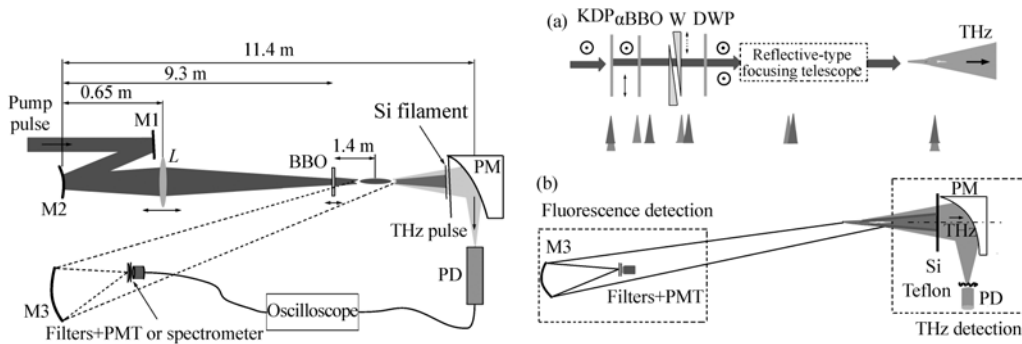 11.4 m
9.3 m
0.65 m
Pump
pulse
M1
L
M2
BBO
1.4 m
Si filament
PM
THz pulse
PD
M3
Filters+PMT or spectrometer
Oscilloscope
(a)
KDP
αBBO
W
DWP
Reflective-type
focusing telescope
THz
(b)
Fluorescence detection
M3
Filters+PMT
PM
THz
Si
Teflon
PD
THz detection